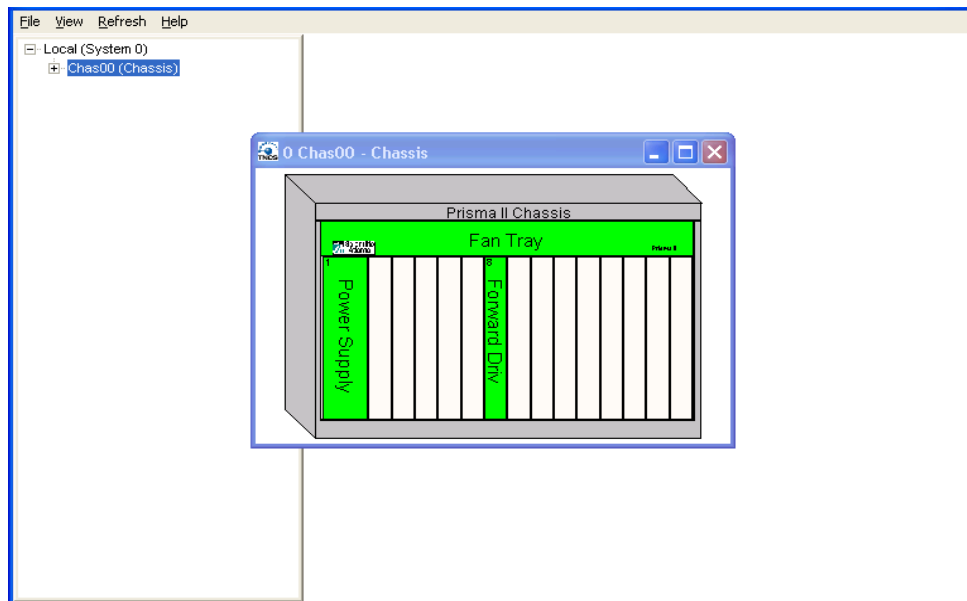 File View Refresh Help
Local (System 0)
Chas00 (Chassis)
TNCS
0 Chas00 - Chassis
Prisma II Chassis
Fan Tray
Prisma II
1
8
Power Supply
Forward Driv